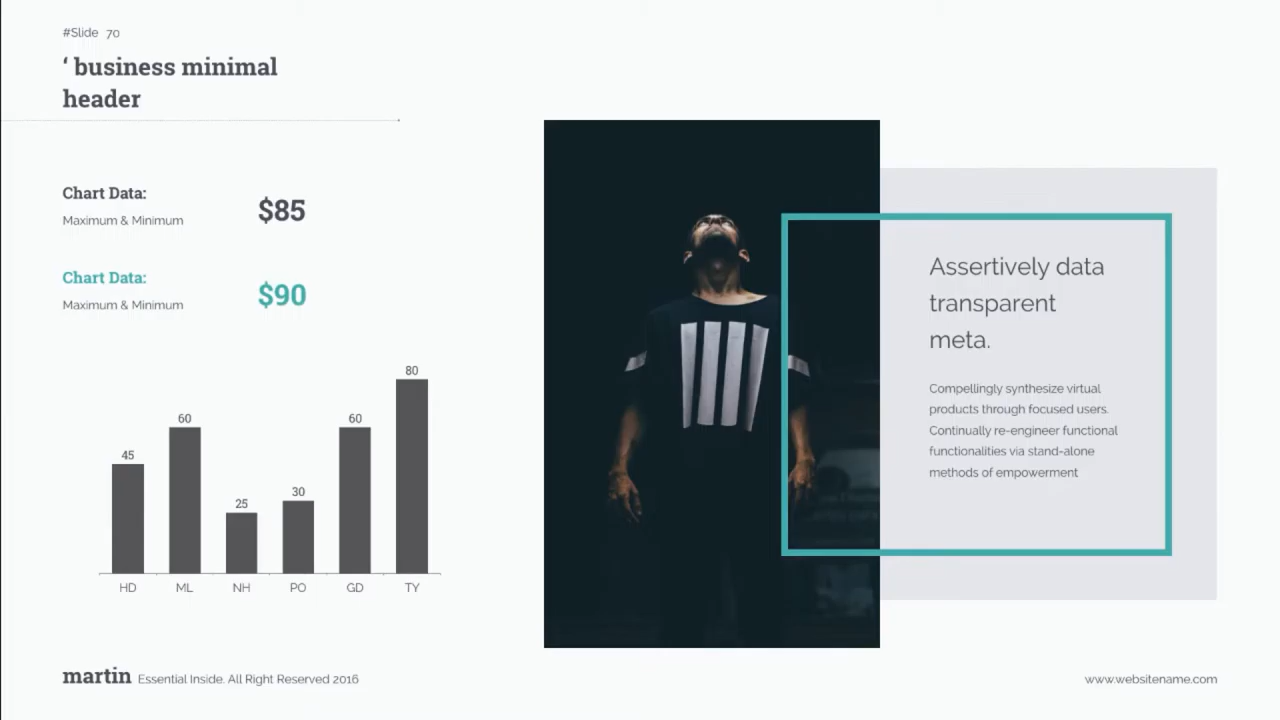 #Slide 70
‘ business minimal
header
Chart Data:
Maximum & Minimum
$85
Chart Data:
Maximum & Minimum
$90
80
60
60
45
30
25
HD ML NH PO GD TY
Assertively data
transparent
meta.
Compellingly synthesize virtual
products through focused users.
Continually re-engineer functional
functionalities via stand-alone
methods of empowerment
martin Essential Inside. All Right Reserved 2016
www.websitename.com